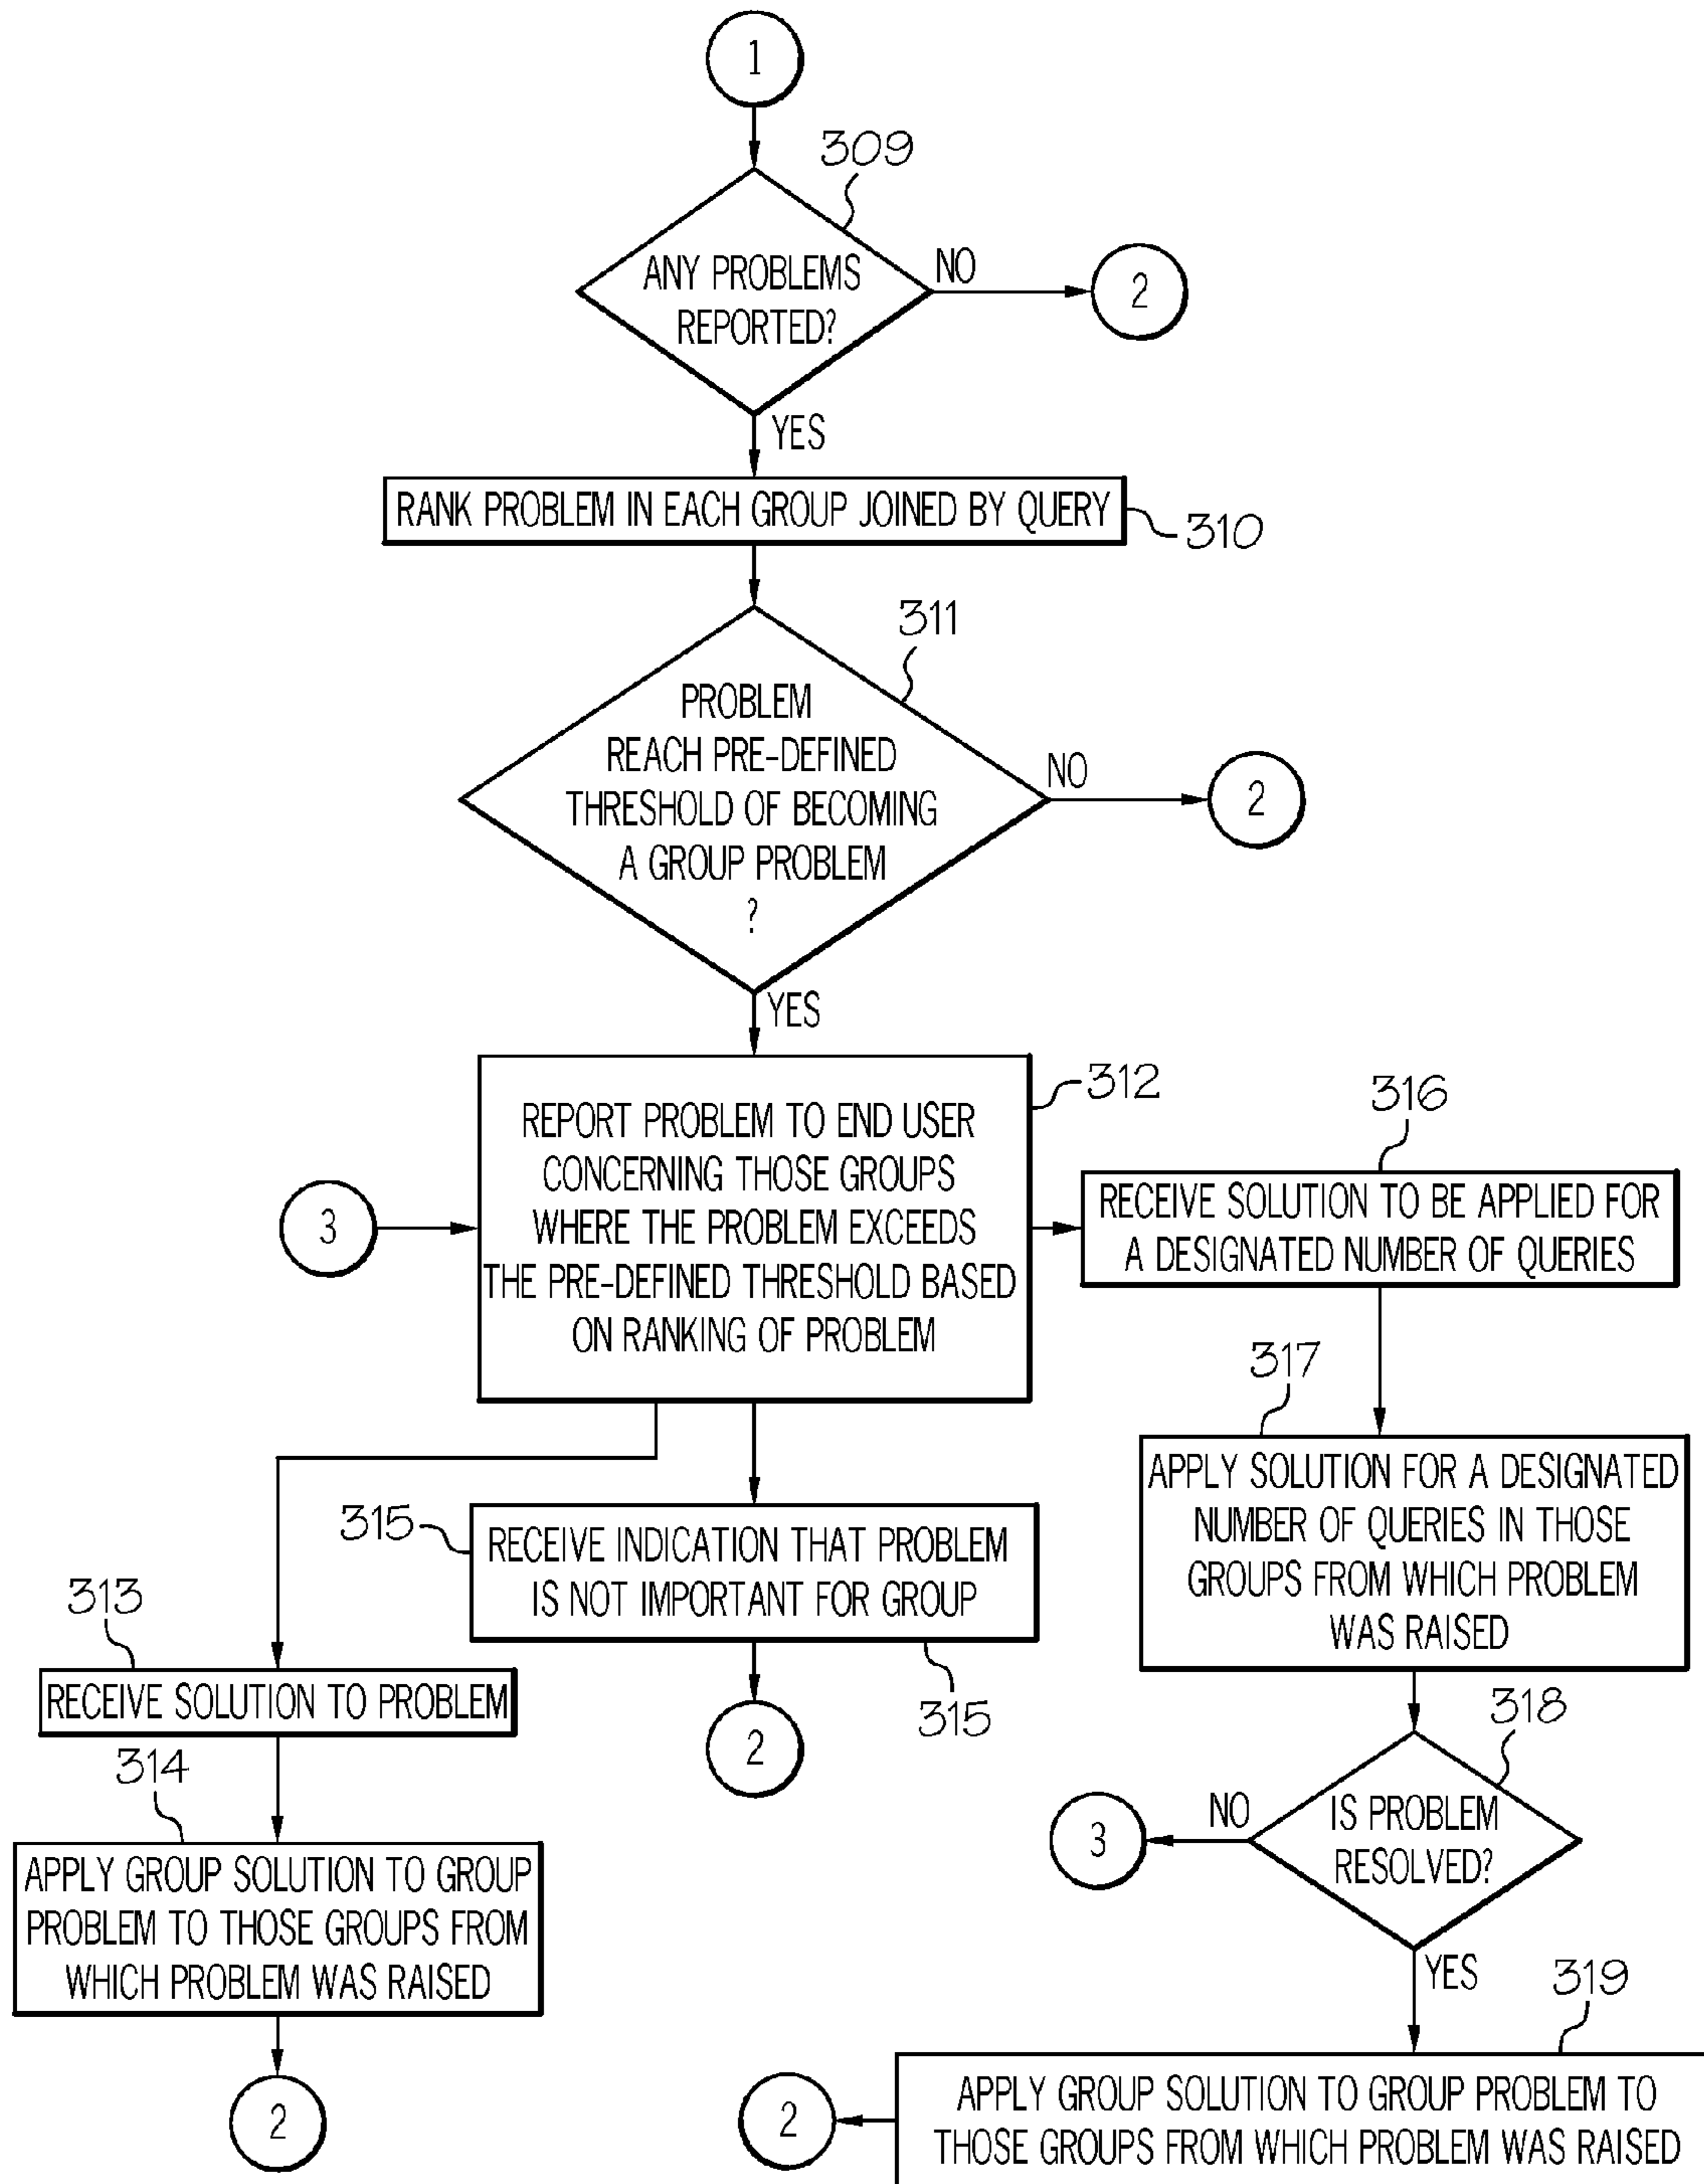 1
309
ANY PROBLEMS
REPORTED?
NO
2
YES
RANK PROBLEM IN EACH GROUP JOINED BY QUERY
310
311
PROBLEM
REACH PRE-DEFINED
THRESHOLD OF BECOMING
A GROUP PROBLEM
?
NO
2
YES
312
REPORT PROBLEM TO END USER
CONCERNING THOSE GROUPS
WHERE THE PROBLEM EXCEEDS
THE PRE-DEFINED THRESHOLD BASED
ON RANKING OF PROBLEM
3
316
RECEIVE SOLUTION TO BE APPLIED FOR
A DESIGNATED NUMBER OF QUERIES
317
APPLY SOLUTION FOR A DESIGNATED
NUMBER OF QUERIES IN THOSE
GROUPS FROM WHICH PROBLEM
WAS RAISED
315
RECEIVE INDICATION THAT PROBLEM
IS NOT IMPORTANT FOR GROUP
315
2
313
RECEIVE SOLUTION TO PROBLEM
314
APPLY GROUP SOLUTION TO GROUP
PROBLEM TO THOSE GROUPS FROM
WHICH PROBLEM WAS RAISED
2
318
IS PROBLEM
RESOLVED?
NO
3
YES
319
APPLY GROUP SOLUTION TO GROUP PROBLEM TO
THOSE GROUPS FROM WHICH PROBLEM WAS RAISED
2